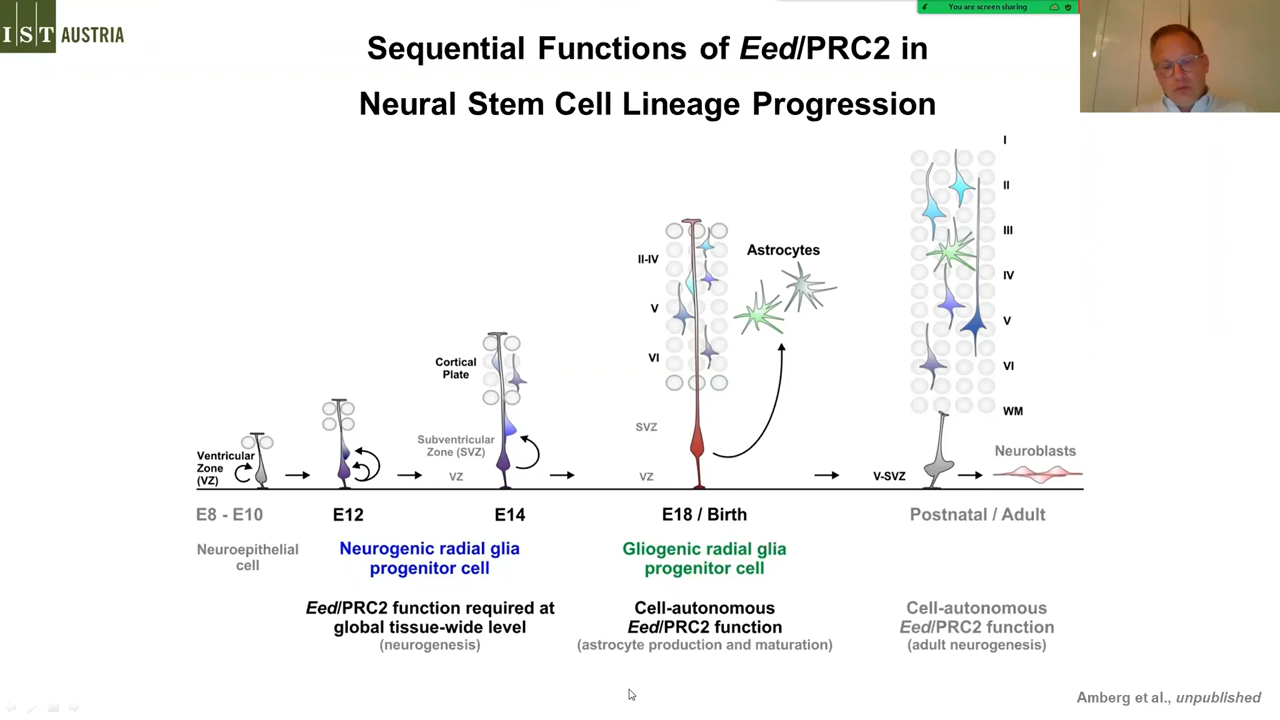 You are screen sharing
IST AUSTRIA
Sequential Functions of Eed/PRC2 in
Neural Stem Cell Lineage Progression
I
II
III
IV
V
VI
WM
Astrocytes
II-IV
V
VI
SVZ
VZ
Cortical
Plate
Subventricular
Zone (SVZ)
VZ
Ventricular
Zone
(VZ)
V-SVZ
Neuroblasts
E8 - E10
E12
E14
E18 / Birth
Postnatal / Adult
Neuroepithelial
cell
Neurogenic radial glia
progenitor cell
Gliogenic radial glia
progenitor cell
Eed/PRC2 function required at
global tissue-wide level
(neurogenesis)
Cell-autonomous
Eed/PRC2 function
(astrocyte production and maturation)
Cell-autonomous
Eed/PRC2 function
(adult neurogenesis)
Amberg et al., unpublished